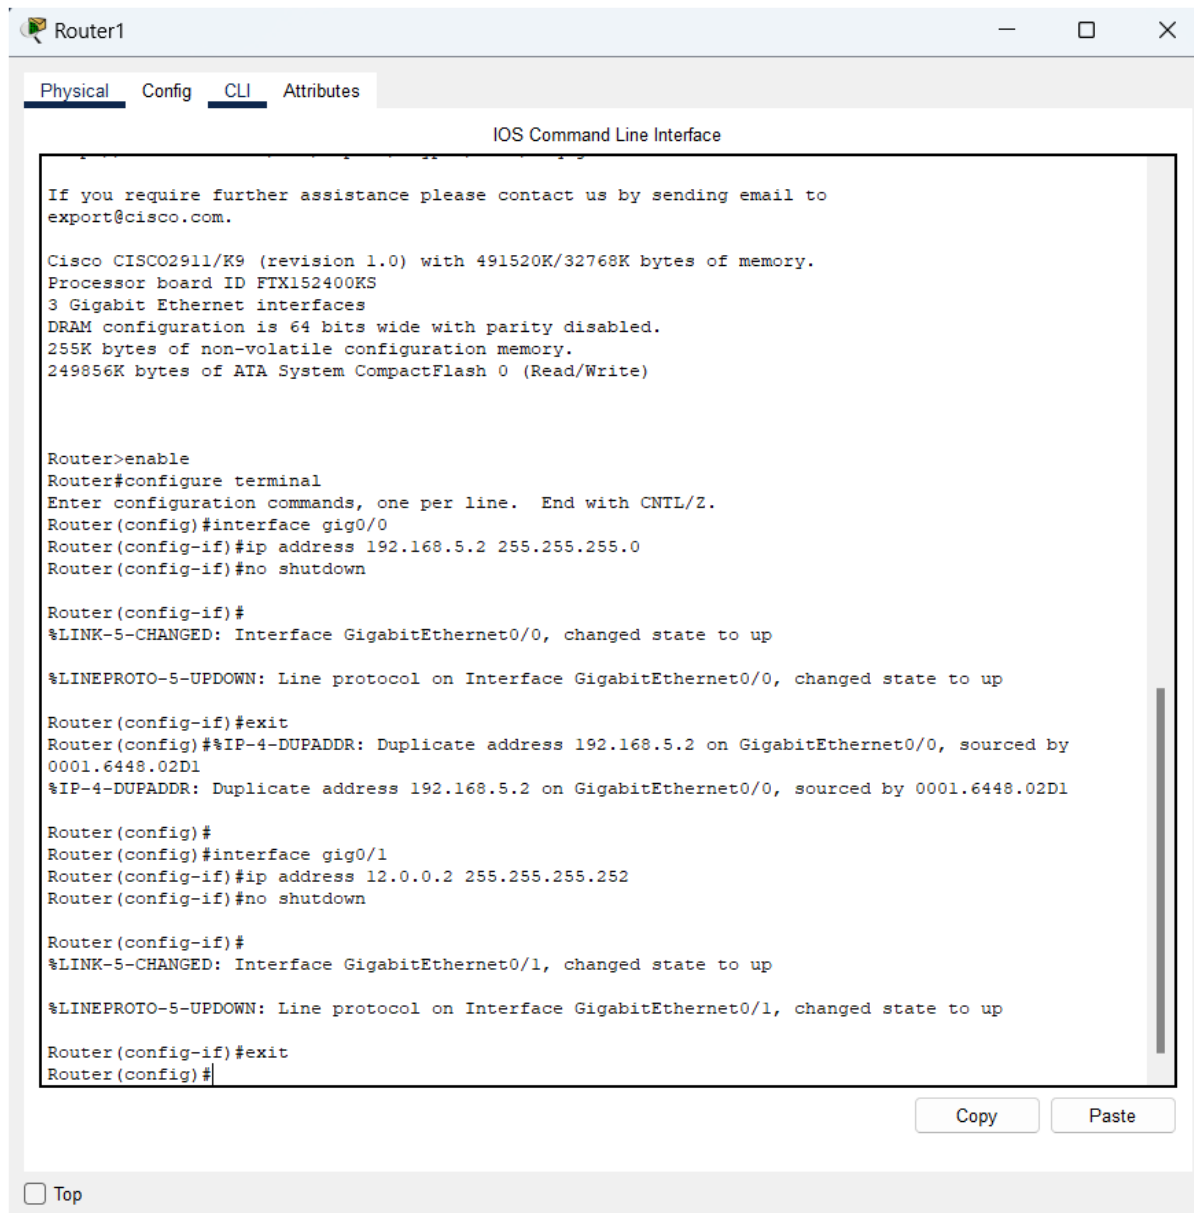 Router1
Physical Config CLI Attributes
IOS Command Line Interface
If you require further assistance please contact us by sending email to
export@cisco.com.
Cisco CISCO2911/K9 (revision 1.0) with 491520K/32768K bytes of memory.
Processor board ID FTX152400KS
3 Gigabit Ethernet interfaces
DRAM configuration is 64 bits wide with parity disabled.
255K bytes of non-volatile configuration memory.
249856K bytes of ATA System CompactFlash 0 (Read/Write)
Router>enable
Router#configure terminal
Enter configuration commands, one per line.  End with CNTL/Z.
Router(config)#interface gig0/0
Router(config-if)#ip address 192.168.5.2 255.255.255.0
Router(config-if)#no shutdown
Router(config-if)#
%LINK-5-CHANGED: Interface GigabitEthernet0/0, changed state to up
%LINEPROTO-5-UPDOWN: Line protocol on Interface GigabitEthernet0/0, changed state to up
Router(config-if)#exit
Router(config)#%IP-4-DUPADDR: Duplicate address 192.168.5.2 on GigabitEthernet0/0, sourced by
0001.6448.02D1
%IP-4-DUPADDR: Duplicate address 192.168.5.2 on GigabitEthernet0/0, sourced by 0001.6448.02D1
Router(config)#
Router(config)#interface gig0/1
Router(config-if)#ip address 12.0.0.2 255.255.255.252
Router(config-if)#no shutdown
Router(config-if)#
%LINK-5-CHANGED: Interface GigabitEthernet0/1, changed state to up
%LINEPROTO-5-UPDOWN: Line protocol on Interface GigabitEthernet0/1, changed state to up
Router(config-if)#exit
Router(config)#
Copy Paste
Top